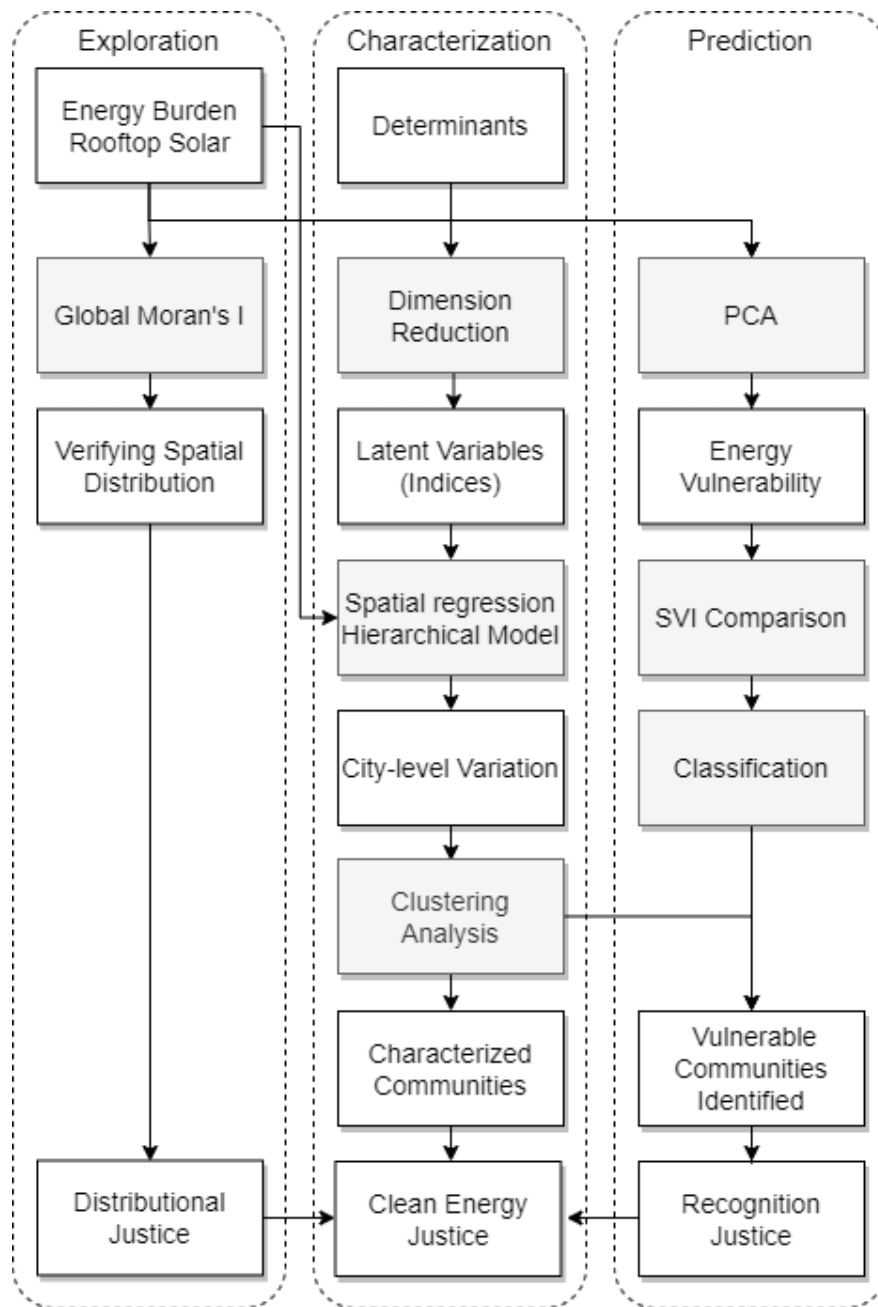 Exploration
Characterization
Prediction
Energy Burden
Rooftop Solar
Determinants
Global Moran's I
Dimension
Reduction
PCA
Verifying Spatial
Distribution
Latent Variables
(Indices)
Energy
Vulnerability
Spatial regression
Hierarchical Model
SVI Comparison
City-level Variation
Classification
Clustering
Analysis
Characterized
Communities
Vulnerable
Communities
Identified
Distributional
Justice
Clean Energy
Justice
Recognition
Justice